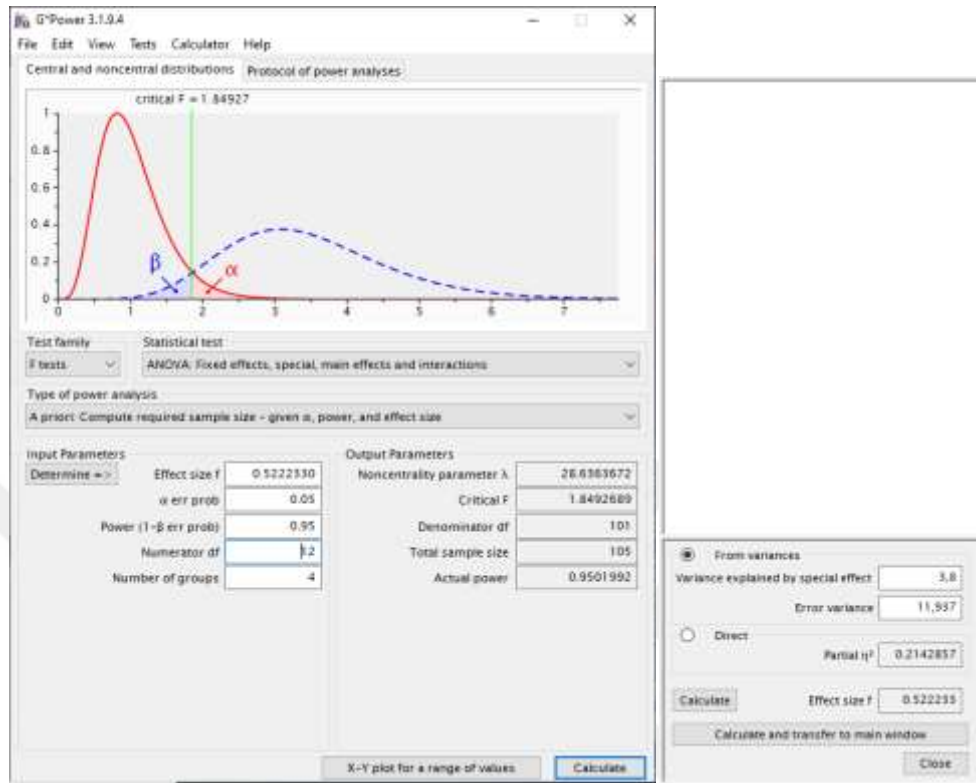 G*Power 3.1.9.4
File Edit View Tests Calculator Help
Central and noncentral distributions Protocol of power analyses
critical F = 1.84927
1
0.8
0.6
0.4
0.2
0
β
α
0 1 2 3 4 5 6 7
Test family Statistical test
F tests ANOVA: Fixed effects, special, main effects and interactions
Type of power analysis
A priori: Compute required sample size - given α, power, and effect size
Input Parameters Output Parameters
Determine => Effect size f 0.5222330 Noncentrality parameter λ 28.6363672
α err prob 0.05 Critical F 1.8492689
Power (1-β err prob) 0.95 Denominator df 101
Numerator df 12 Total sample size 105
Number of groups 4 Actual power 0.9501992
X-Y plot for a range of values Calculate
From variances
Variance explained by special effect 3,8
Error variance 11,937
Direct
Partial η² 0.2142857
Calculate Effect size f 0.522233
Calculate and transfer to main window
Close